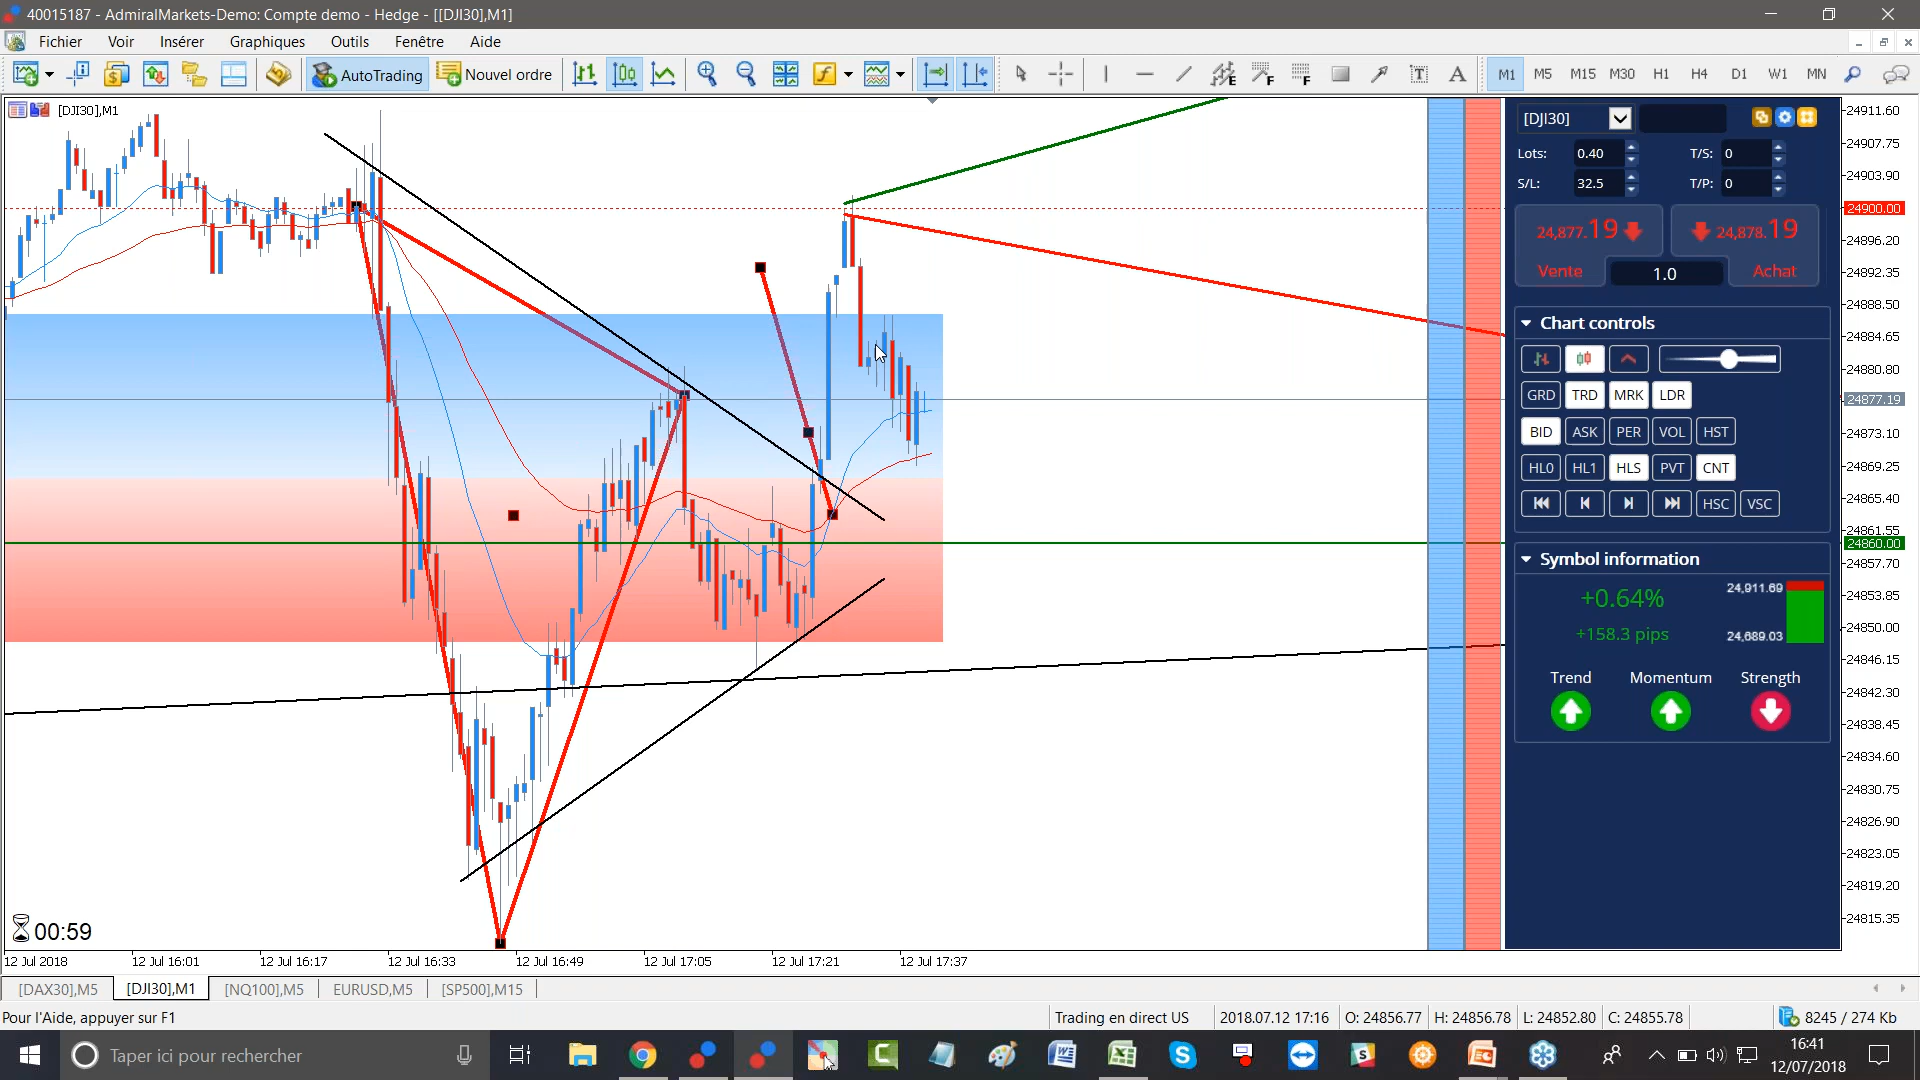 40015187 - AdmiralMarkets-Demo: Compte demo - Hedge - [[DJI30],M1]
Fichier Voir Insérer Graphiques Outils Fenêtre Aide
AutoTrading Nouvel ordre M1 M5 M15 M30 H1 H4 D1 W1 MN
[DJI30],M1
24911.60
24907.75
24903.90
24900.00
24896.20
24892.35
24888.50
24884.65
24880.80
24877.19
24873.10
24869.25
24865.40
24861.55
24860.00
24857.70
24853.85
24850.00
24846.15
24842.30
24838.45
24834.60
24830.75
24826.90
24823.05
24819.20
24815.35
[DJI30]
Lots: 0.40 T/S: 0
S/L: 32.5 T/P: 0
24,877.19 24,878.19
Vente 1.0 Achat
Chart controls
GRD TRD MRK LDR
BID ASK PER VOL HST
HL0 HL1 HLS PVT CNT
HSC VSC
Symbol information
+0.64% 24,911.69
+158.3 pips 24,689.03
Trend Momentum Strength
00:59
12 Jul 2018 12 Jul 16:01 12 Jul 16:17 12 Jul 16:33 12 Jul 16:49 12 Jul 17:05 12 Jul 17:21 12 Jul 17:37
[DAX30],M5 [DJI30],M1 [NQ100],M5 EURUSD,M5 [SP500],M15
Pour l'Aide, appuyer sur F1 Trading en direct US 2018.07.12 17:16 O: 24856.77 H: 24856.78 L: 24852.80 C: 24855.78 8245 / 274 Kb
Taper ici pour rechercher
16:41
12/07/2018